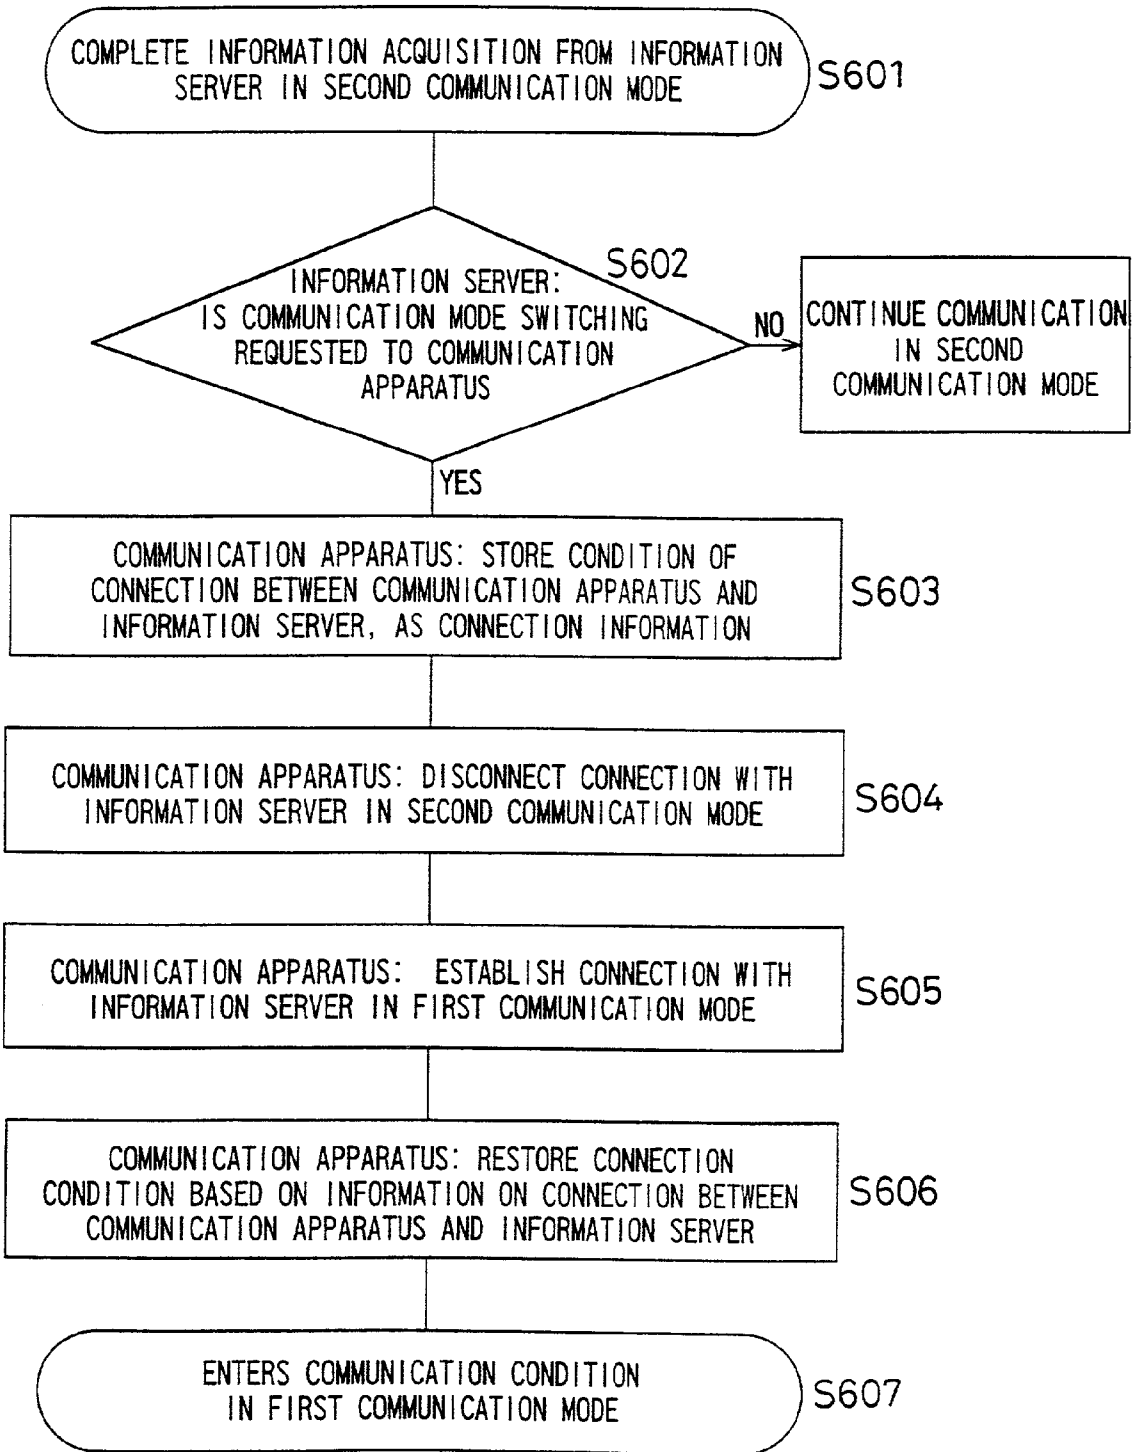 COMPLETE INFORMATION ACQUISITION FROM INFORMATION
SERVER IN SECOND COMMUNICATION MODE
S601
S602
INFORMATION SERVER:
IS COMMUNICATION MODE SWITCHING
REQUESTED TO COMMUNICATION
APPARATUS
NO
CONTINUE COMMUNICATION
IN SECOND
COMMUNICATION MODE
YES
COMMUNICATION APPARATUS: STORE CONDITION OF
CONNECTION BETWEEN COMMUNICATION APPARATUS AND
INFORMATION SERVER, AS CONNECTION INFORMATION
S603
COMMUNICATION APPARATUS: DISCONNECT CONNECTION WITH
INFORMATION SERVER IN SECOND COMMUNICATION MODE
S604
COMMUNICATION APPARATUS: ESTABLISH CONNECTION WITH
INFORMATION SERVER IN FIRST COMMUNICATION MODE
S605
COMMUNICATION APPARATUS: RESTORE CONNECTION
CONDITION BASED ON INFORMATION ON CONNECTION BETWEEN
COMMUNICATION APPARATUS AND INFORMATION SERVER
S606
ENTERS COMMUNICATION CONDITION
IN FIRST COMMUNICATION MODE
S607